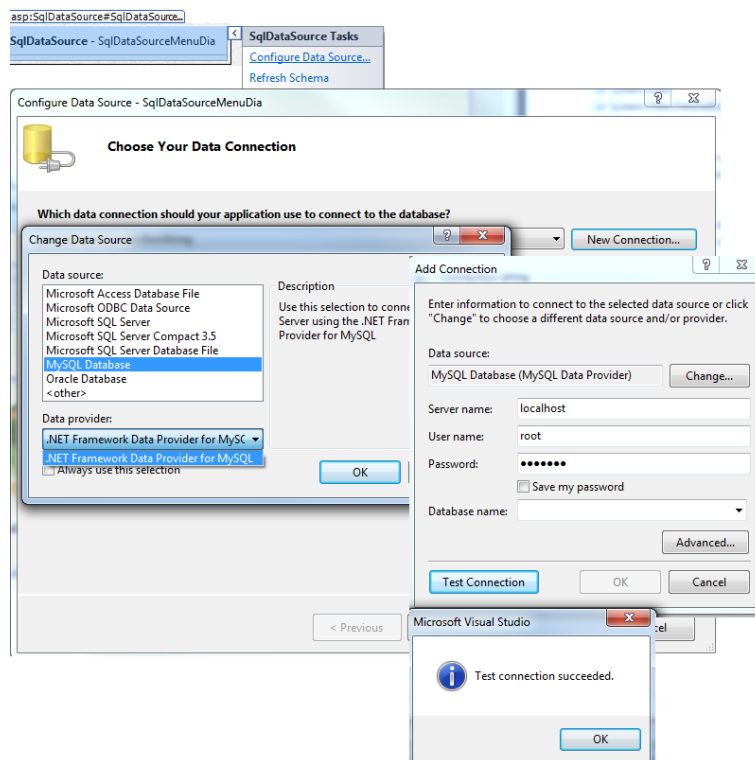 asp:SqlDataSource#SqlDataSource...
SqlDataSource - SqlDataSourceMenuDia
SqlDataSource Tasks
Configure Data Source...
Refresh Schema
Configure Data Source - SqlDataSourceMenuDia
Choose Your Data Connection
Which data connection should your application use to connect to the database?
New Connection...
Change Data Source
Data source:
Microsoft Access Database File
Microsoft ODBC Data Source
Microsoft SQL Server
Microsoft SQL Server Compact 3.5
Microsoft SQL Server Database File
MySQL Database
Oracle Database
<other>
Description
Use this selection to conne
Server using the .NET Fram
Provider for MySQL
Data provider:
.NET Framework Data Provider for MySQ
.NET Framework Data Provider for MySQL
Always use this selection
OK
Add Connection
Enter information to connect to the selected data source or click
"Change" to choose a different data source and/or provider.
Data source:
MySQL Database (MySQL Data Provider)
Change...
Server name:
localhost
User name:
root
Password:
●●●●●●●
Save my password
Database name:
Advanced...
Test Connection
OK
Cancel
< Previous
cel
Microsoft Visual Studio
Test connection succeeded.
OK